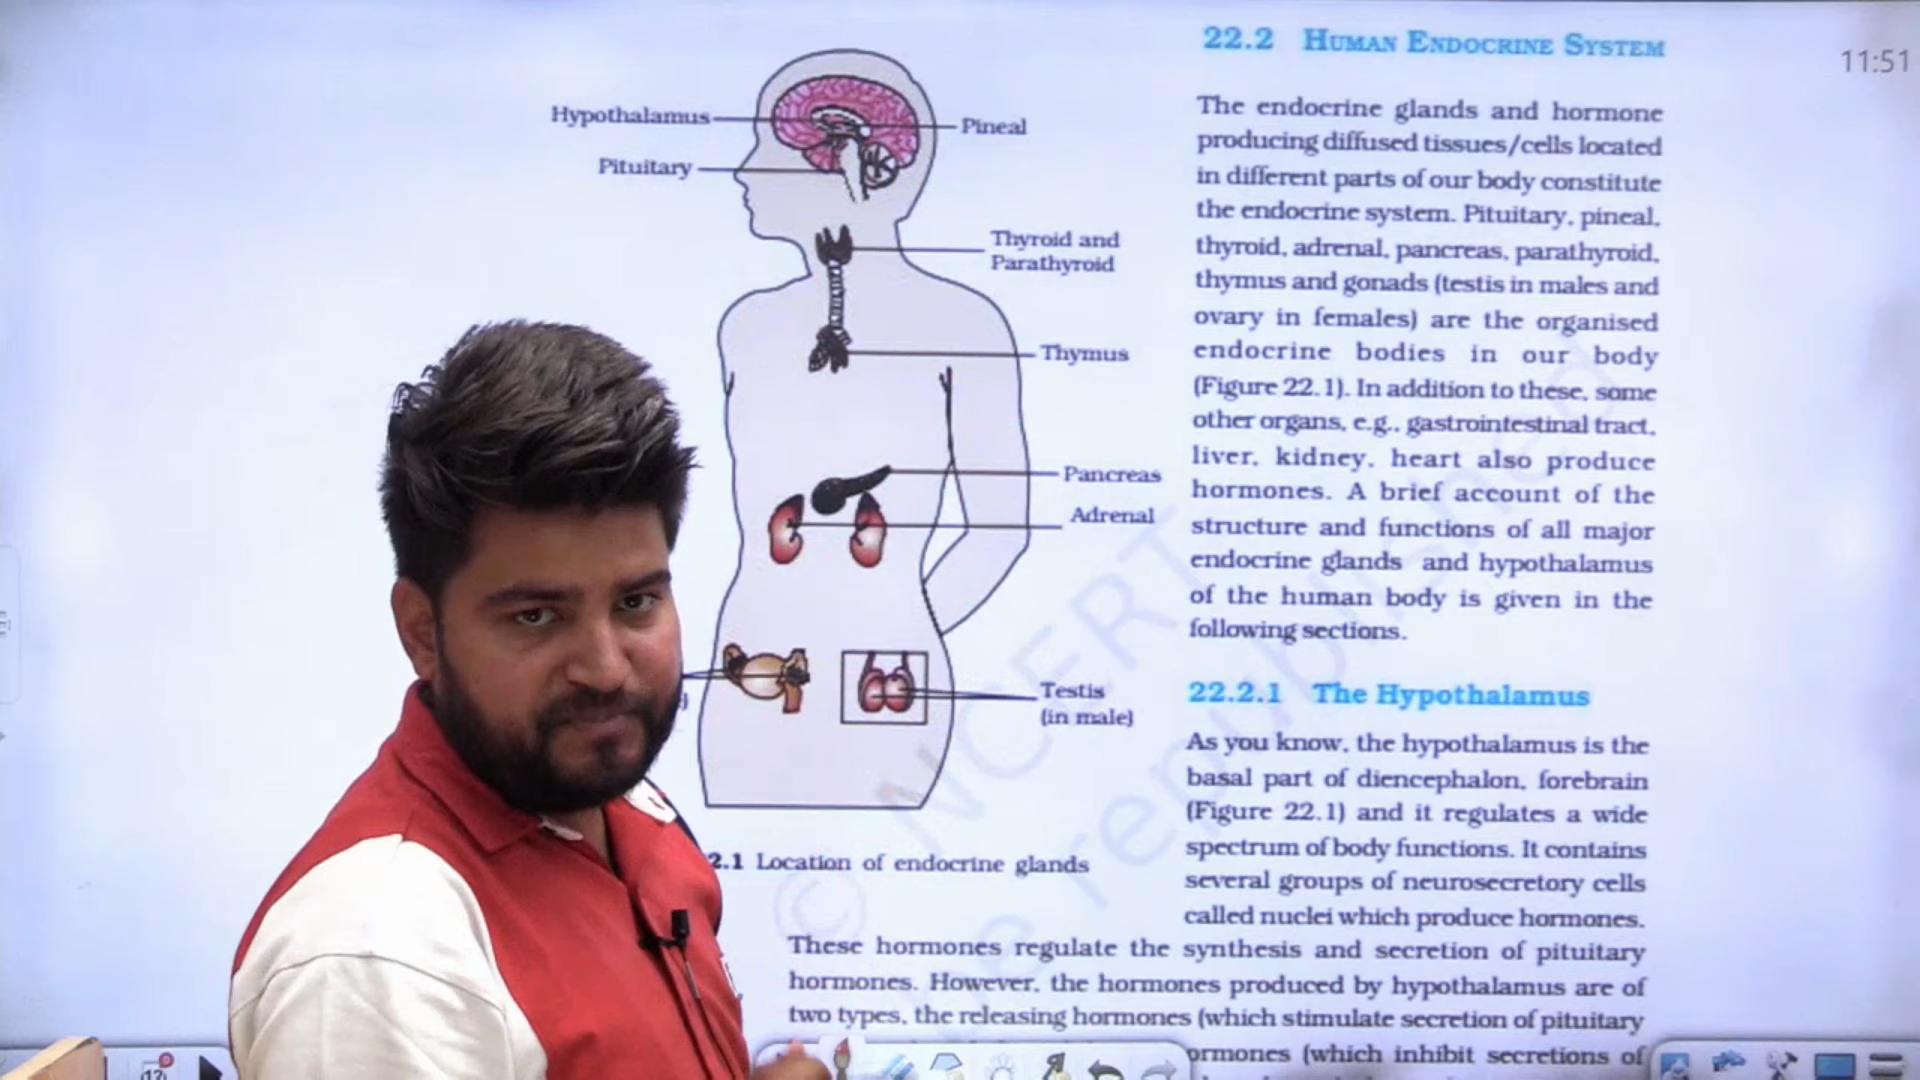 22.2 HUMAN ENDOCRINE SYSTEM
11:51
Hypothalamus
Pineal
Pituitary
Thyroid and
Parathyroid
Thymus
Pancreas
Adrenal
Testis
(in male)
2.1 Location of endocrine glands
The endocrine glands and hormone
producing diffused tissues/cells located
in different parts of our body constitute
the endocrine system. Pituitary, pineal,
thyroid, adrenal, pancreas, parathyroid,
thymus and gonads (testis in males and
ovary in females) are the organised
endocrine bodies in our body
(Figure 22.1). In addition to these, some
other organs, e.g., gastrointestinal tract,
liver, kidney, heart also produce
hormones. A brief account of the
structure and functions of all major
endocrine glands and hypothalamus
of the human body is given in the
following sections.
22.2.1 The Hypothalamus
As you know, the hypothalamus is the
basal part of diencephalon, forebrain
(Figure 22.1) and it regulates a wide
spectrum of body functions. It contains
several groups of neurosecretory cells
called nuclei which produce hormones.
These hormones regulate the synthesis and secretion of pituitary
hormones. However, the hormones produced by hypothalamus are of
two types, the releasing hormones (which stimulate secretion of pituitary
ormones (which inhibit secretions of
© NCERT
be republished